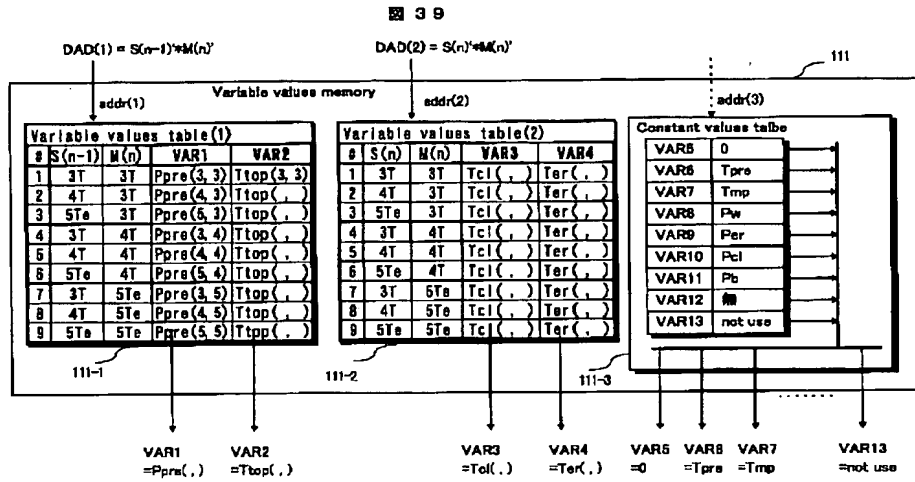 図 39
DAD(1) = S(n-1)'*M(n)'
DAD(2) = S(n)'*M(n)'
111
Variable values memory
addr(1)
addr(2)
addr(3)
Variable values table(1)
# S(n-1) M(n) VAR1 VAR2
1 3T 3T Ppre(3, 3) Ttop(3, 3)
2 4T 3T Ppre(4, 3) Ttop( , )
3 5Te 3T Ppre(5, 3) Ttop( , )
4 3T 4T Ppre(3, 4) Ttop( , )
5 4T 4T Ppre(4, 4) Ttop( , )
6 5Te 4T Ppre(5, 4) Ttop( , )
7 3T 5Te Ppre(3, 5) Ttop( , )
8 4T 5Te Ppre(4, 5) Ttop( , )
9 5Te 5Te Ppre(5, 5) Ttop( , )
111-1
Variable values table(2)
# S(n) M(n) VAR3 VAR4
1 3T 3T Tcl( , ) Ter( , )
2 4T 3T Tcl( , ) Ter( , )
3 5Te 3T Tcl( , ) Ter( , )
4 3T 4T Tcl( , ) Ter( , )
5 4T 4T Tcl( , ) Ter( , )
6 5Te 4T Tcl( , ) Ter( , )
7 3T 5Te Tcl( , ) Ter( , )
8 4T 5Te Tcl( , ) Ter( , )
9 5Te 5Te Tcl( , ) Ter( , )
111-2
Constant values talbe
VAR5 0
VAR6 Tpre
VAR7 Tmp
VAR8 Pw
VAR9 Per
VAR10 Pcl
VAR11 Pb
VAR12
VAR13 not use
111-3
VAR1
=Ppre(,)
VAR2
=Ttop(,)
VAR3
=Tcl(,)
VAR4
=Ter(,)
VAR5
=0
VAR6
=Tpre
VAR7
=Tmp
VAR13
=not use